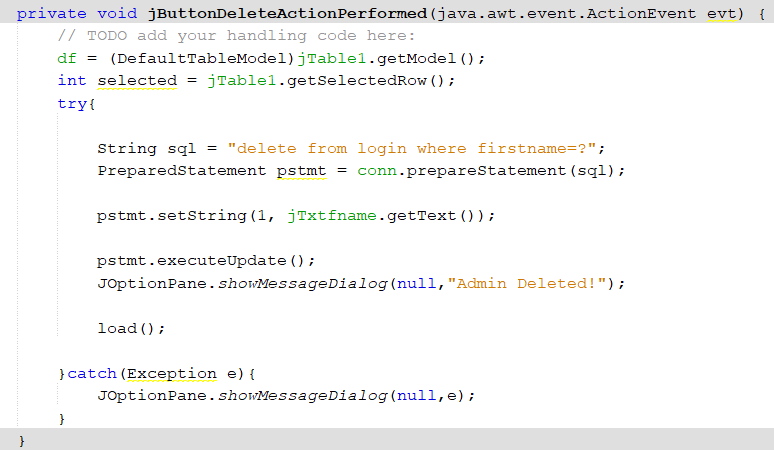 private void jButtonDeleteActionPerformed(java.awt.event.ActionEvent evt) {
// TODO add your handling code here:
df = (DefaultTableModel)jTable1.getModel();
int selected = jTable1.getSelectedRow();
try{
String sql = "delete from login where firstname=?";
PreparedStatement pstmt = conn.prepareStatement(sql);
pstmt.setString(1, jTxtfname.getText());
pstmt.executeUpdate();
JOptionPane.showMessageDialog(null,"Admin Deleted!");
load();
}catch(Exception e){
JOptionPane.showMessageDialog(null,e);
}
}